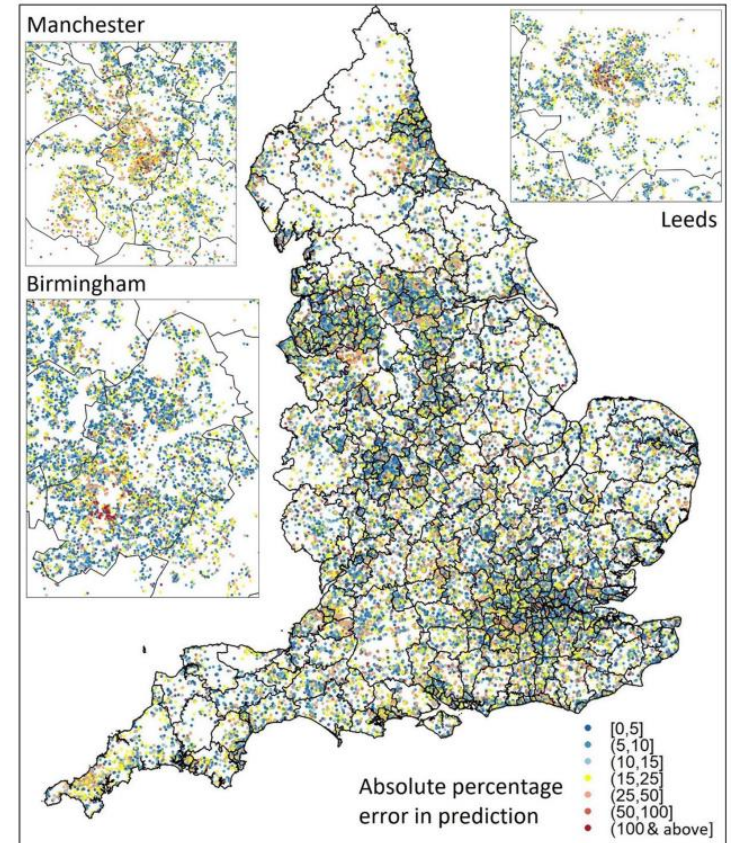 Manchester
Leeds
Birmingham
Absolute percentage
error in prediction
[0,5]
(5,10]
(10,15]
(15,25]
(25,50]
(50,100]
(100 & above]